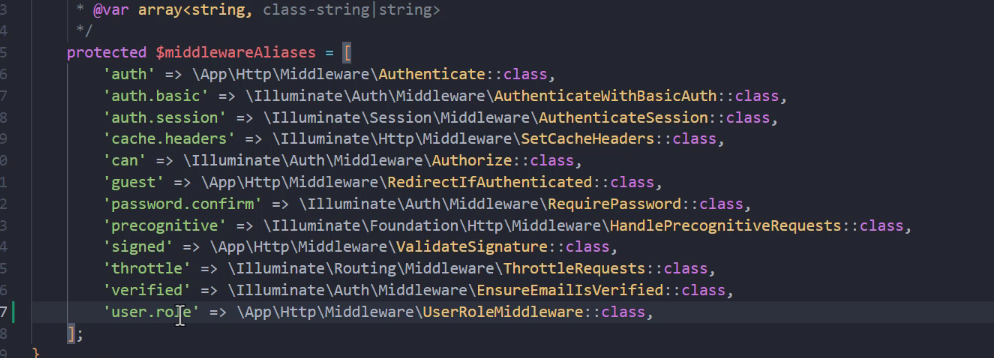 3 * @var array<string, class-string|string>
4 */
5 protected $middlewareAliases = [
6 'auth' => \App\Http\Middleware\Authenticate::class,
7 'auth.basic' => \Illuminate\Auth\Middleware\AuthenticateWithBasicAuth::class,
8 'auth.session' => \Illuminate\Session\Middleware\AuthenticateSession::class,
9 'cache.headers' => \Illuminate\Http\Middleware\SetCacheHeaders::class,
0 'can' => \Illuminate\Auth\Middleware\Authorize::class,
1 'guest' => \App\Http\Middleware\RedirectIfAuthenticated::class,
2 'password.confirm' => \Illuminate\Auth\Middleware\RequirePassword::class,
3 'precognitive' => \Illuminate\Foundation\Http\Middleware\HandlePrecognitiveRequests::class,
4 'signed' => \App\Http\Middleware\ValidateSignature::class,
5 'throttle' => \Illuminate\Routing\Middleware\ThrottleRequests::class,
6 'verified' => \Illuminate\Auth\Middleware\EnsureEmailIsVerified::class,
7 'user.role' => \App\Http\Middleware\UserRoleMiddleware::class,
8 ];
9 }